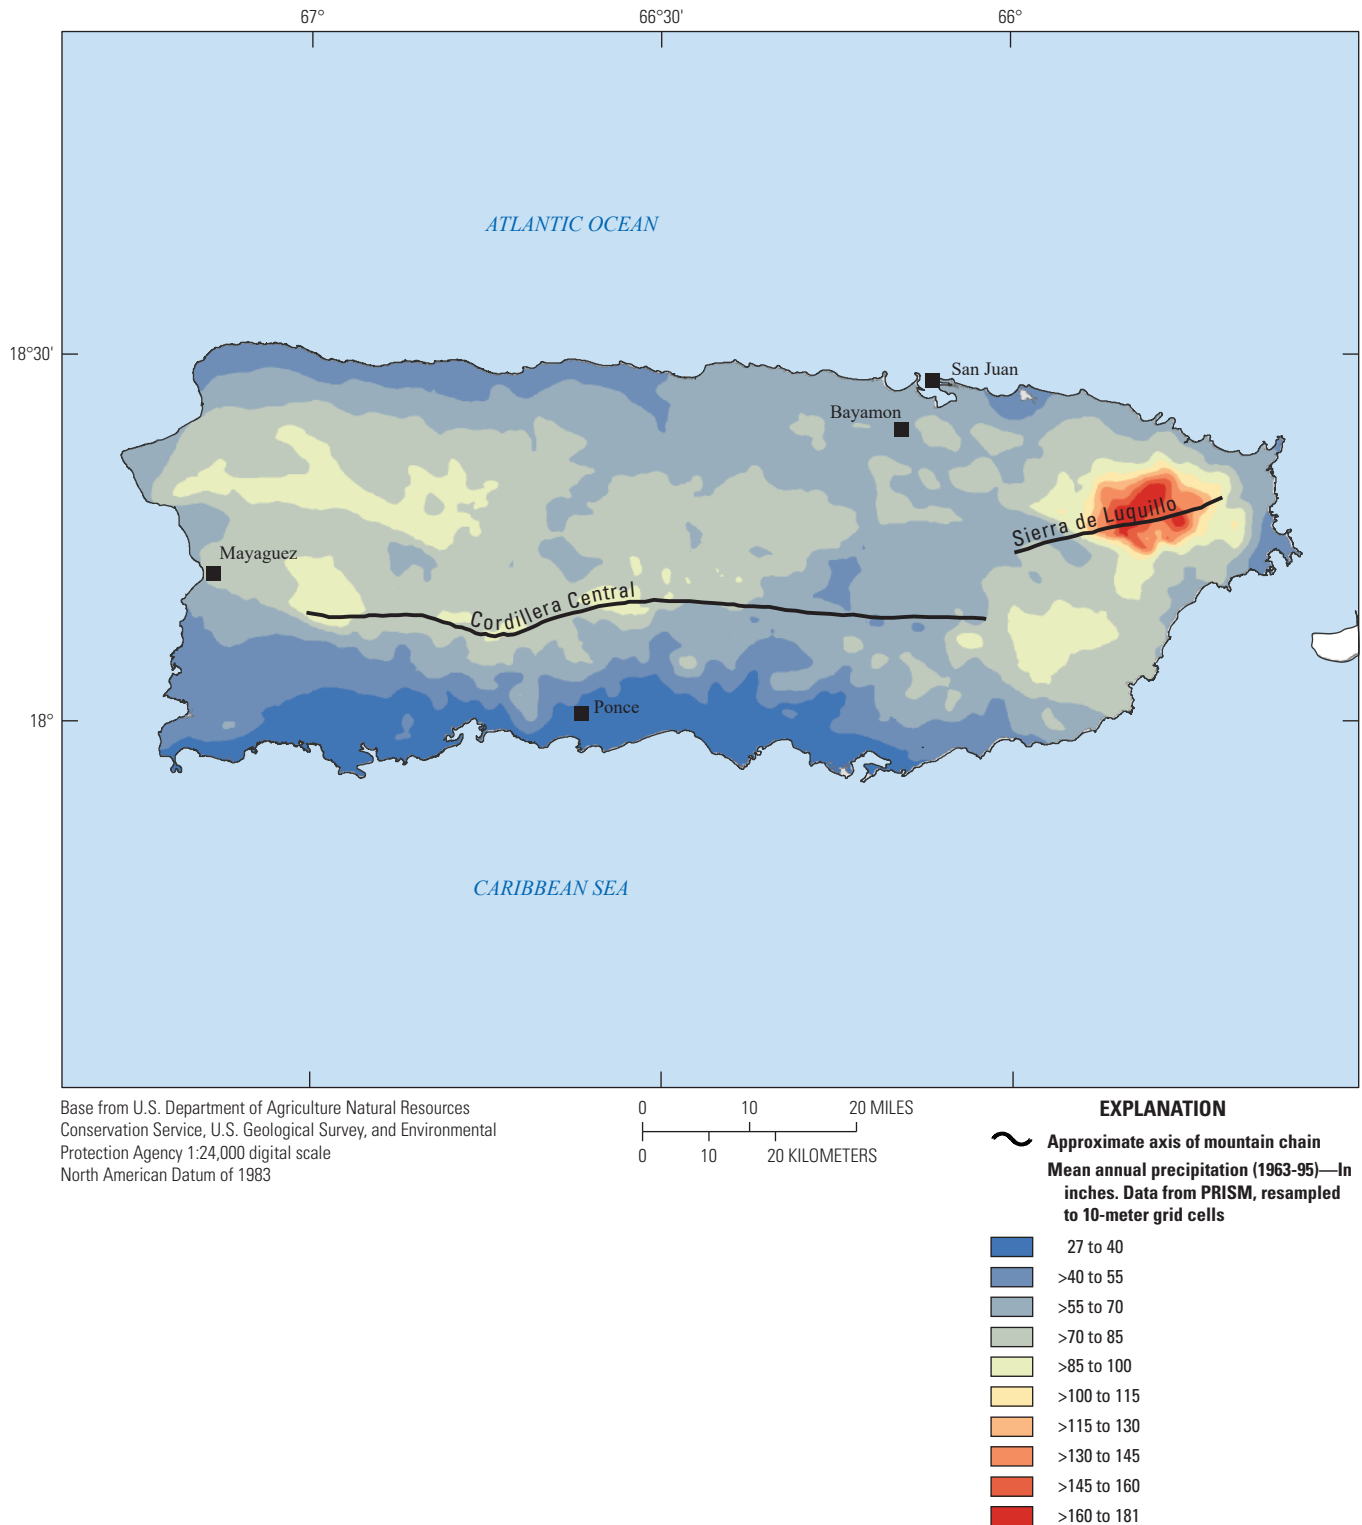 67°
66°30'
66°
ATLANTIC OCEAN
18°30'
San Juan
Bayamon
Sierra de Luquillo
Mayaguez
Cordillera Central
Ponce
18°
CARIBBEAN SEA
Base from U.S. Department of Agriculture Natural Resources
Conservation Service, U.S. Geological Survey, and Environmental
Protection Agency 1:24,000 digital scale
North American Datum of 1983
0 10 20 MILES
0 10 20 KILOMETERS
EXPLANATION
Approximate axis of mountain chain
Mean annual precipitation (1963-95)—In
inches. Data from PRISM, resampled
to 10-meter grid cells
27 to 40
>40 to 55
>55 to 70
>70 to 85
>85 to 100
>100 to 115
>115 to 130
>130 to 145
>145 to 160
>160 to 181